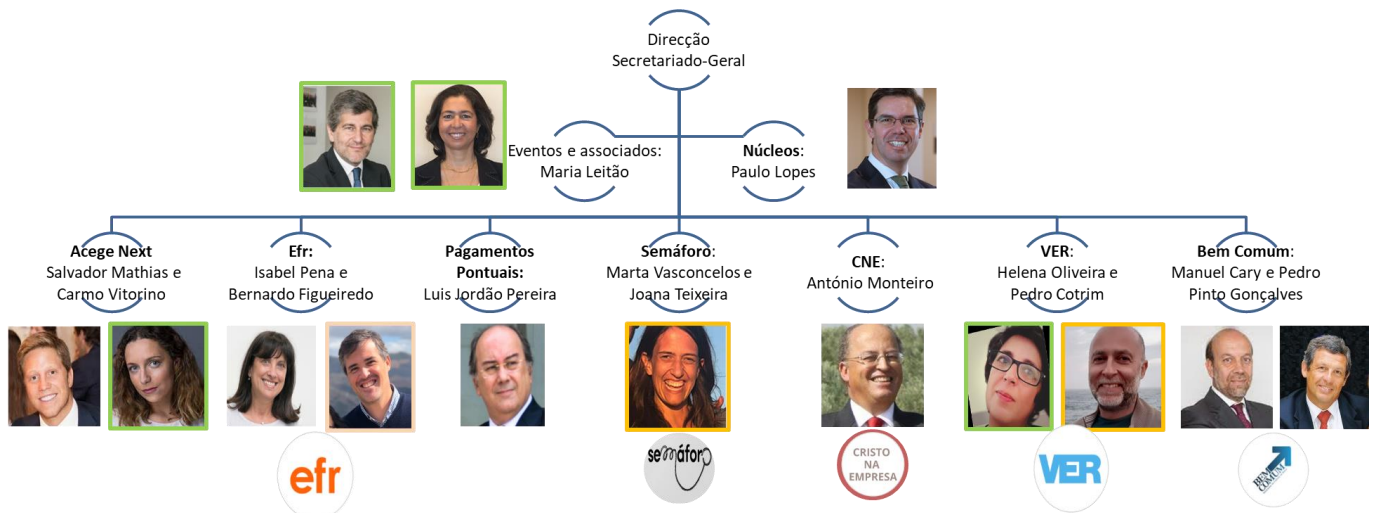 Direcção
Secretariado-Geral
Eventos e associados:
Maria Leitão
Núcleos:
Paulo Lopes
Acege Next
Salvador Mathias e
Carmo Vitorino
Efr:
Isabel Pena e
Bernardo Figueiredo
Pagamentos
Pontuais:
Luis Jordão Pereira
Semáforo:
Marta Vasconcelos e
Joana Teixeira
CNE:
António Monteiro
VER:
Helena Oliveira e
Pedro Cotrim
Bem Comum:
Manuel Cary e Pedro
Pinto Gonçalves
efr
semáforo
CRISTO
NA
EMPRESA
VER
BEM
COMUM